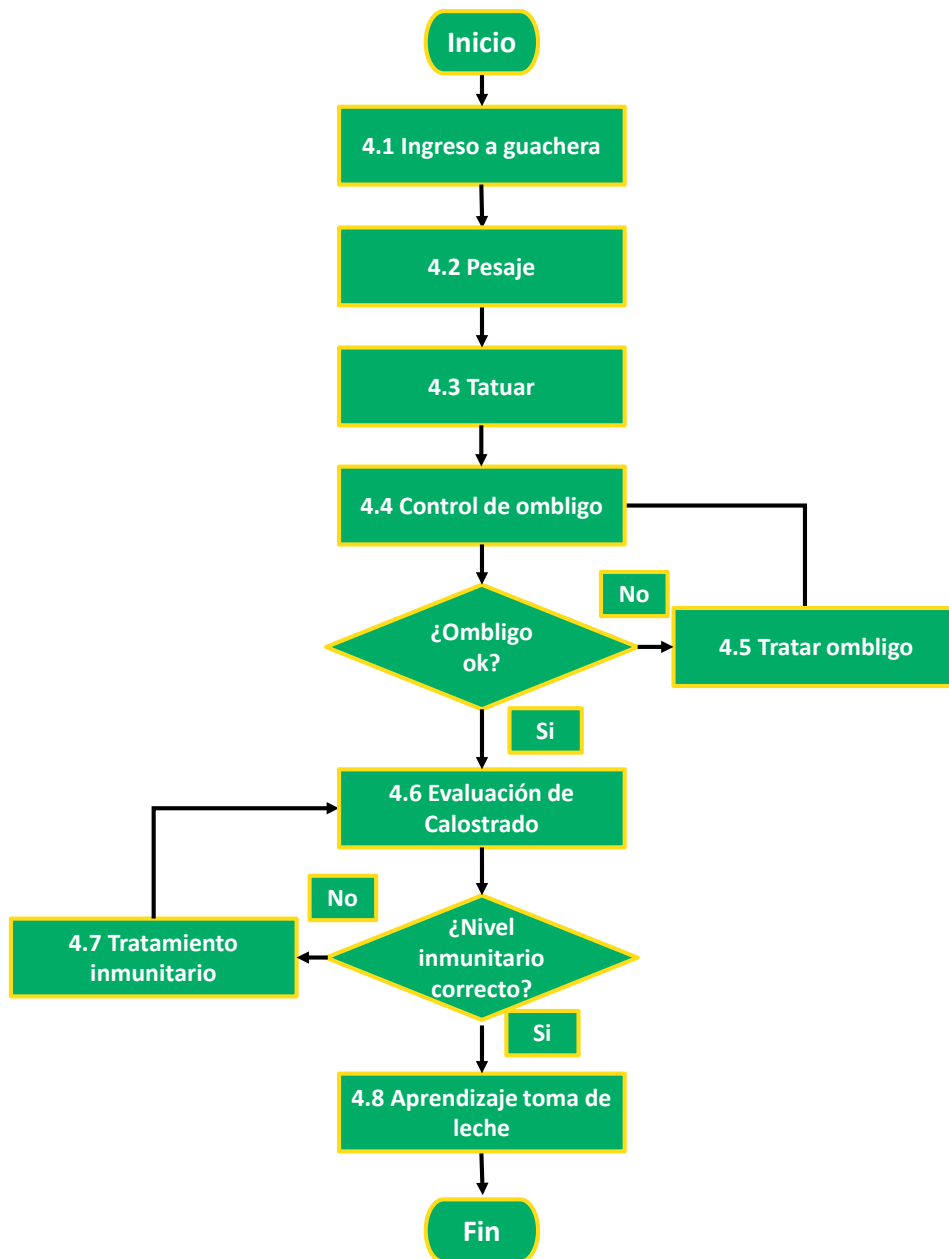 Inicio
4.1 Ingreso a guachera
4.2 Pesaje
4.3 Tatuar
4.4 Control de ombligo
No
¿Ombligo
ok?
4.5 Tratar ombligo
Si
4.6 Evaluación de
Calostrado
No
¿Nivel
inmunitario
correcto?
4.7 Tratamiento
inmunitario
Si
4.8 Aprendizaje toma de
leche
Fin